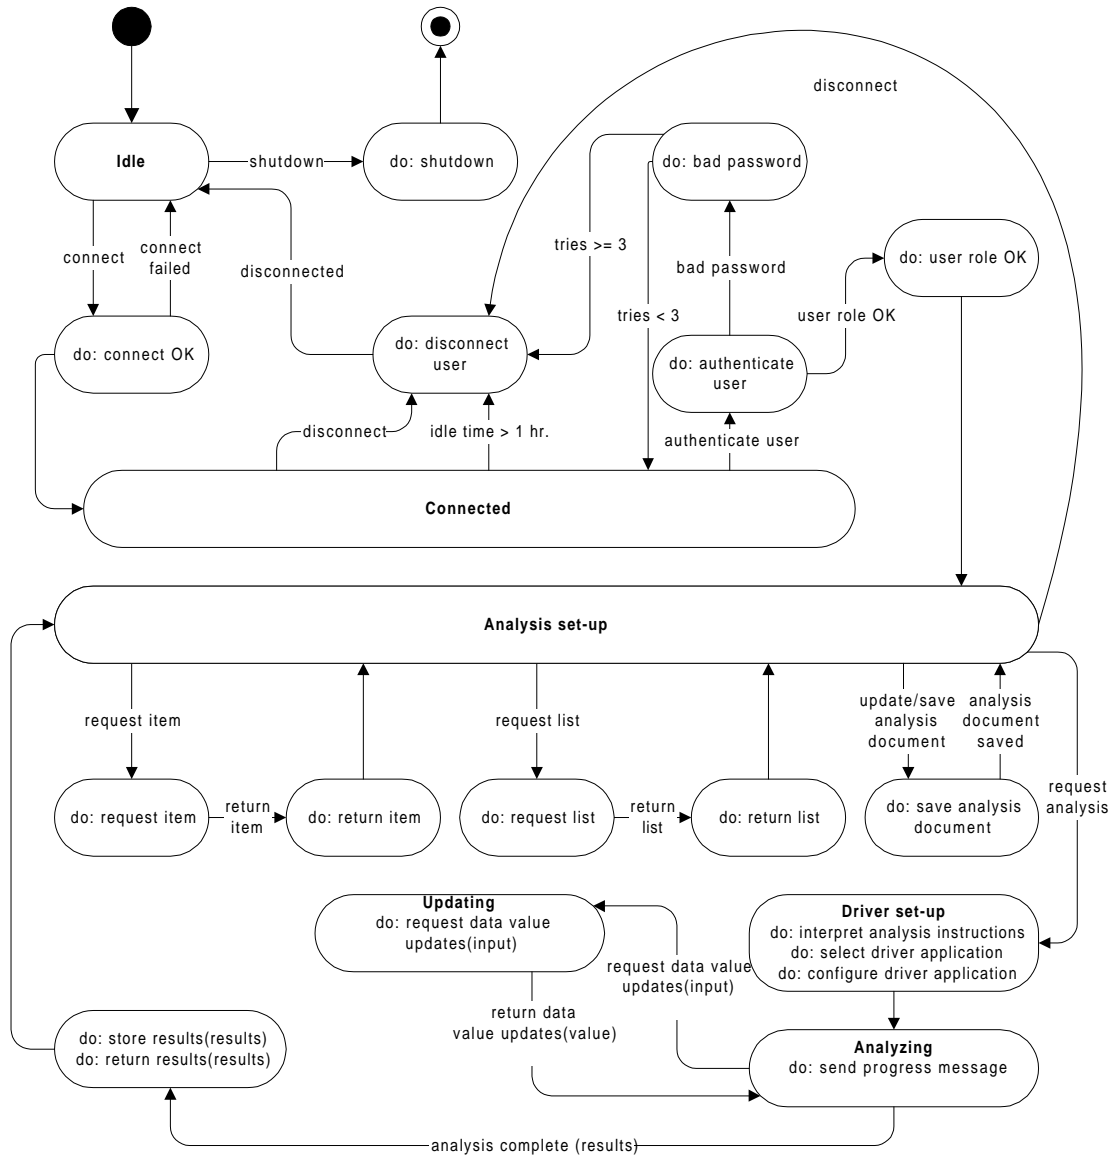 disconnect
Idle
shutdown
do: shutdown
do: bad password
connect
connect
failed
disconnected
tries >= 3
bad password
do: user role OK
tries < 3
user role OK
do: connect OK
do: disconnect
user
do: authenticate
user
disconnect
idle time > 1 hr.
authenticate user
Connected
Analysis set-up
request item
request list
update/save
analysis
document
analysis
document
saved
request
analysis
do: request item
return
item
do: return item
do: request list
return
list
do: return list
do: save analysis
document
Updating
do: request data value
updates(input)
Driver set-up
do: interpret analysis instructions
do: select driver application
do: configure driver application
request data value
updates(input)
return data
value updates(value)
do: store results(results)
do: return results(results)
Analyzing
do: send progress message
analysis complete (results)